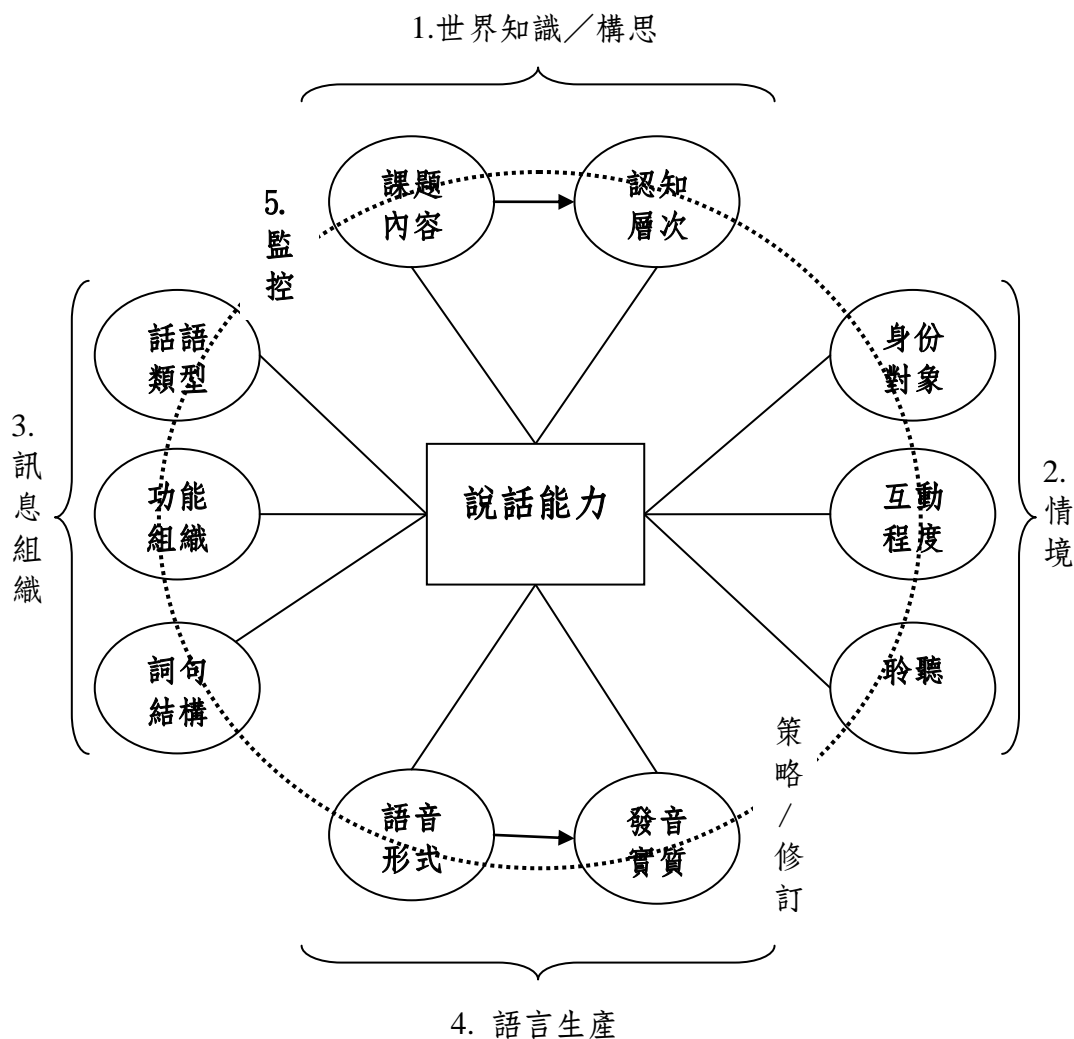 1.世界知識／構思
課題
內容
認知
層次
5.
監
控
話語
類型
身份
對象
3.
訊
息
組
織
功能
組織
說話能力
互動
程度
2.
情
境
詞句
結構
聆聽
策
略
/
修
訂
語音
形式
發音
實質
4. 語言生產